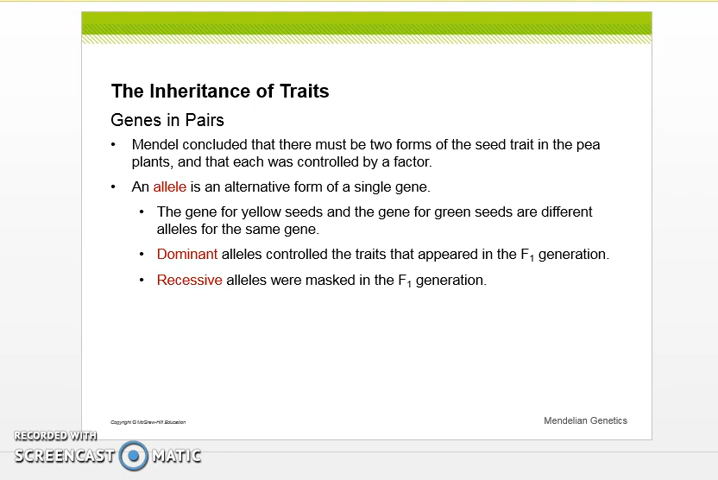 The Inheritance of Traits
Genes in Pairs
• Mendel concluded that there must be two forms of the seed trait in the pea
plants, and that each was controlled by a factor.
• An allele is an alternative form of a single gene.
• The gene for yellow seeds and the gene for green seeds are different
alleles for the same gene.
• Dominant alleles controlled the traits that appeared in the F₁ generation.
• Recessive alleles were masked in the F₁ generation.
Copyright © McGraw-Hill Education
Mendelian Genetics
RECORDED WITH
SCREENCAST MATIC